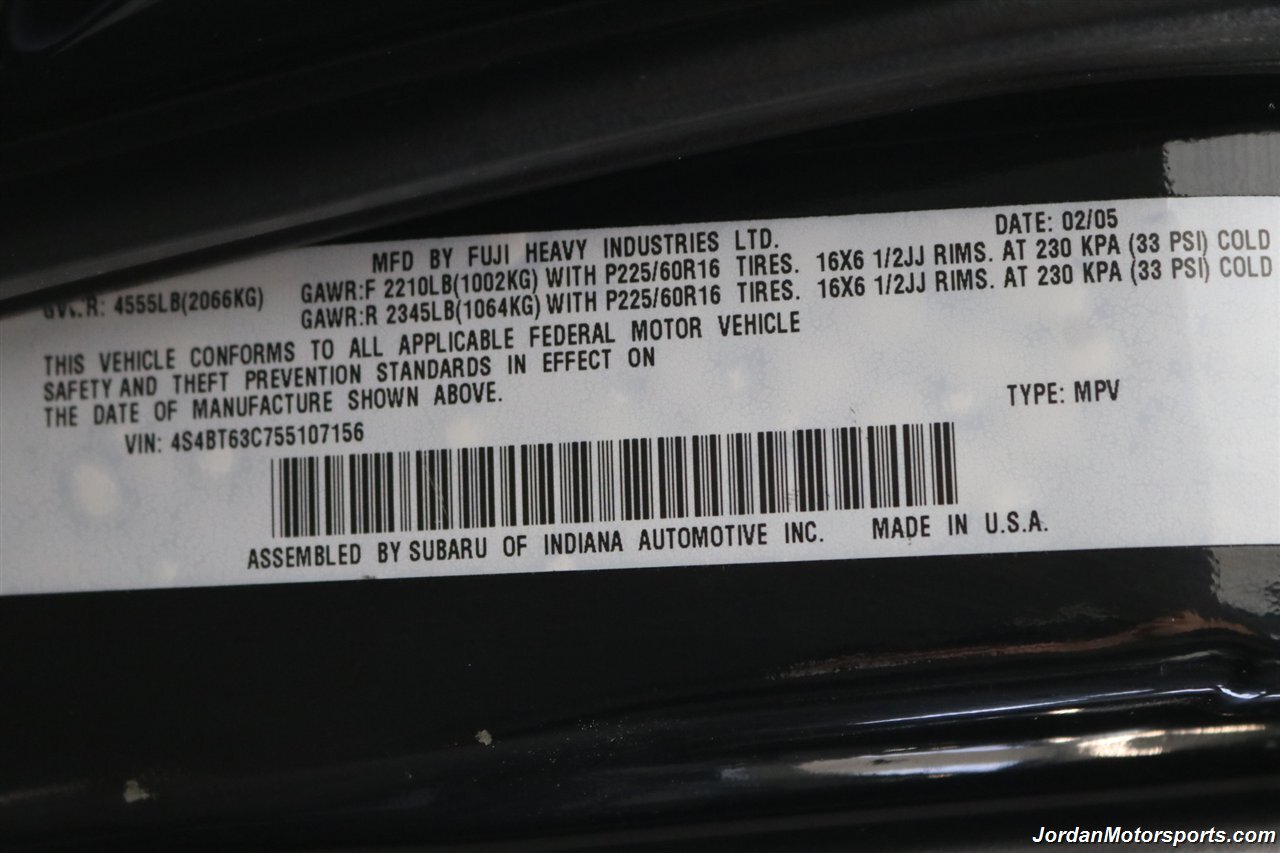 MFD BY FUJI HEAVY INDUSTRIES LTD. DATE: 02/05
GVWR: 4555LB(2066KG) GAWR:F 2210LB(1002KG) WITH P225/60R16 TIRES. 16X6 1/2JJ RIMS. AT 230 KPA (33 PSI) COLD
GAWR:R 2345LB(1064KG) WITH P225/60R16 TIRES. 16X6 1/2JJ RIMS. AT 230 KPA (33 PSI) COLD
THIS VEHICLE CONFORMS TO ALL APPLICABLE FEDERAL MOTOR VEHICLE
SAFETY AND THEFT PREVENTION STANDARDS IN EFFECT ON
THE DATE OF MANUFACTURE SHOWN ABOVE. TYPE: MPV
VIN: 4S4BT63C755107156
ASSEMBLED BY SUBARU OF INDIANA AUTOMOTIVE INC. MADE IN U.S.A.
JordanMotorsports.com